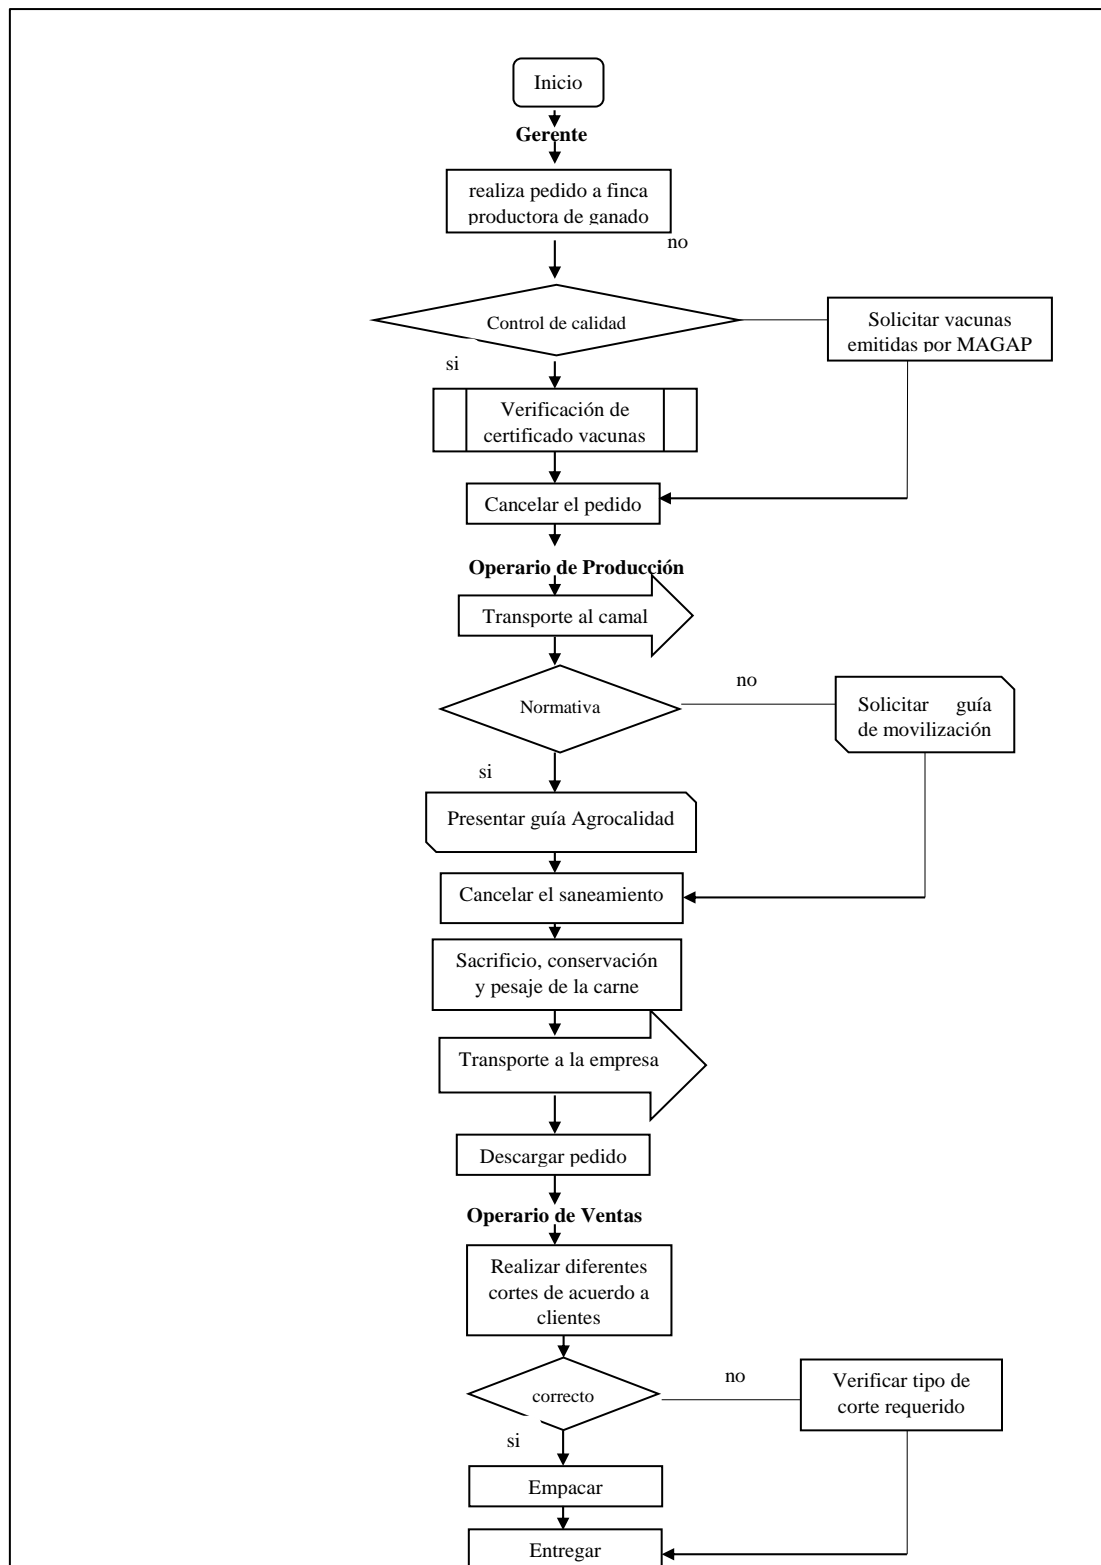 Inicio
Gerente
realiza pedido a finca
productora de ganado
no
Control de calidad
Solicitar vacunas
emitidas por MAGAP
si
Verificación de
certificado vacunas
Cancelar el pedido
Operario de Producción
Transporte al camal
Normativa
no
Solicitar guía
de movilización
si
Presentar guía Agrocalidad
Cancelar el saneamiento
Sacrificio, conservación
y pesaje de la carne
Transporte a la empresa
Descargar pedido
Operario de Ventas
Realizar diferentes
cortes de acuerdo a
clientes
correcto
no
Verificar tipo de
corte requerido
si
Empacar
Entregar